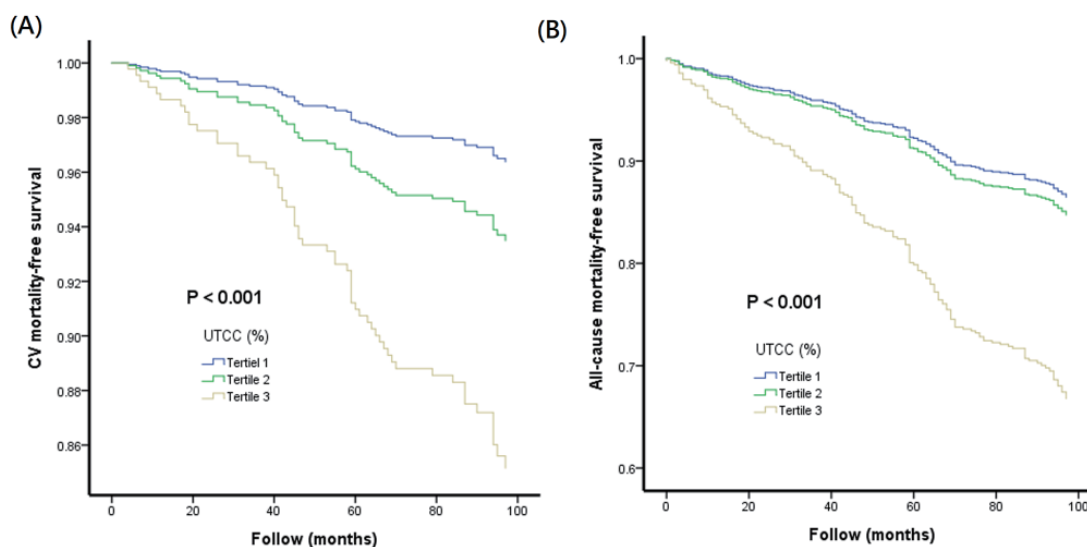 (A)
CV mortality-free survival
1.00
0.98
0.96
0.94
0.92
0.90
0.88
0.86
P < 0.001
UTCC (%)
Tertiel 1
Tertile 2
Tertile 3
0
20
40
60
80
100
Follow (months)
(B)
All-cause mortality-free survival
1.0
0.9
0.8
0.7
0.6
P < 0.001
UTCC (%)
Tertile 1
Tertile 2
Tertile 3
0
20
40
60
80
100
Follow (months)